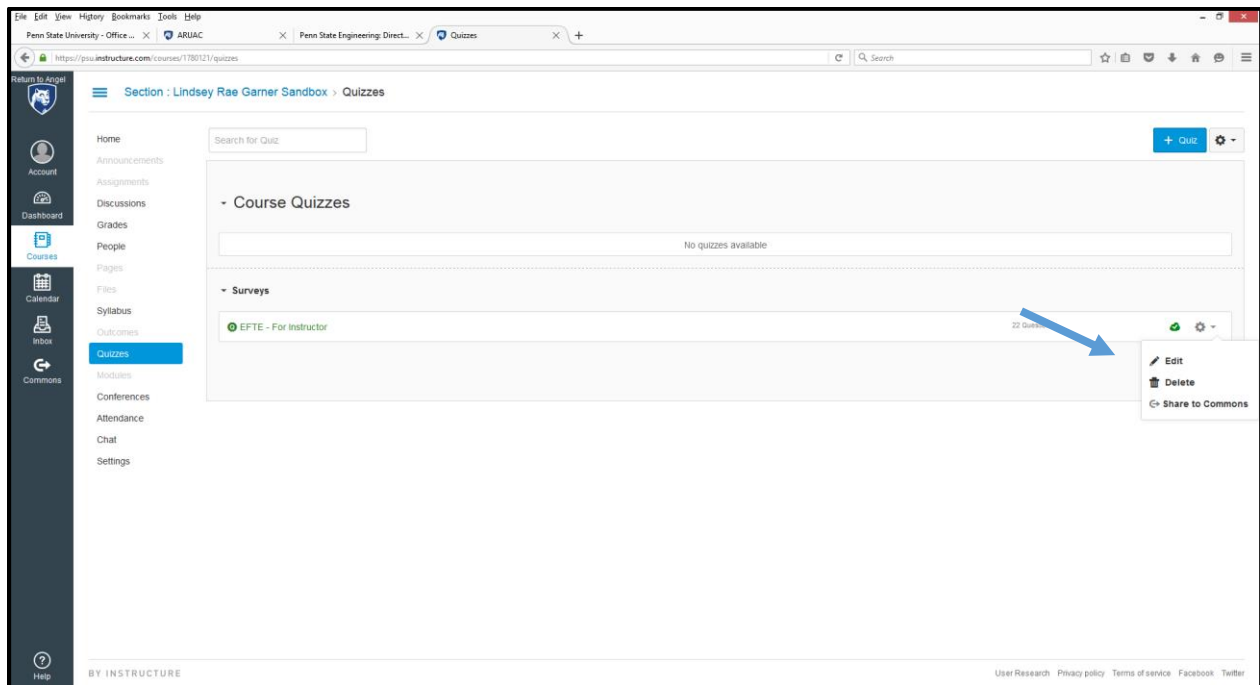 File Edit View History Bookmarks Tools Help
Penn State University - Office ... ARUAC Penn State Engineering: Direct... Quizzes
https://psu.instructure.com/courses/1780121/quizzes Search
Return to Angel
Section : Lindsey Rae Garner Sandbox > Quizzes
Account
Dashboard
Courses
Calendar
Inbox
Commons
Help
Home
Announcements
Assignments
Discussions
Grades
People
Pages
Files
Syllabus
Outcomes
Quizzes
Modules
Conferences
Attendance
Chat
Settings
Search for Quiz
+ Quiz
Course Quizzes
No quizzes available
Surveys
EFTE - For Instructor
22
Edit
Delete
Share to Commons
BY INSTRUCTURE
User Research Privacy policy Terms of service Facebook Twitter